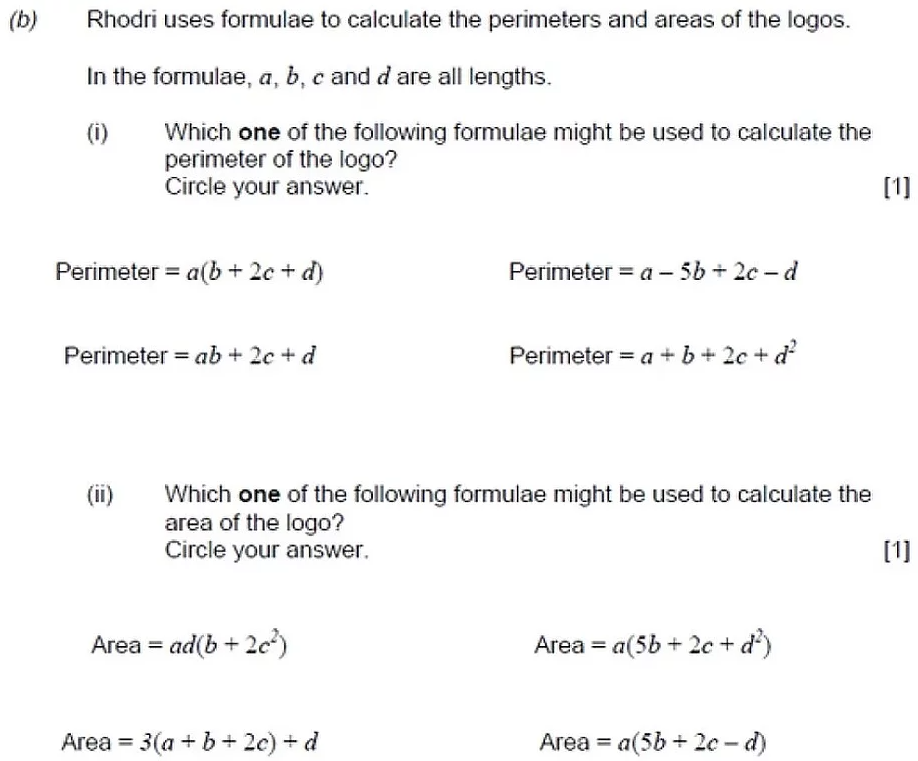 (b) Rhodri uses formulae to calculate the perimeters and areas of the logos.
In the formulae, a, b, c and d are all lengths.
(i) Which one of the following formulae might be used to calculate the
perimeter of the logo?
Circle your answer. [1]
Perimeter = a(b + 2c + d) Perimeter = a – 5b + 2c – d
Perimeter = ab + 2c + d Perimeter = a + b + 2c + d²
(ii) Which one of the following formulae might be used to calculate the
area of the logo?
Circle your answer. [1]
Area = ad(b + 2c²) Area = a(5b + 2c + d²)
Area = 3(a + b + 2c) + d Area = a(5b + 2c – d)